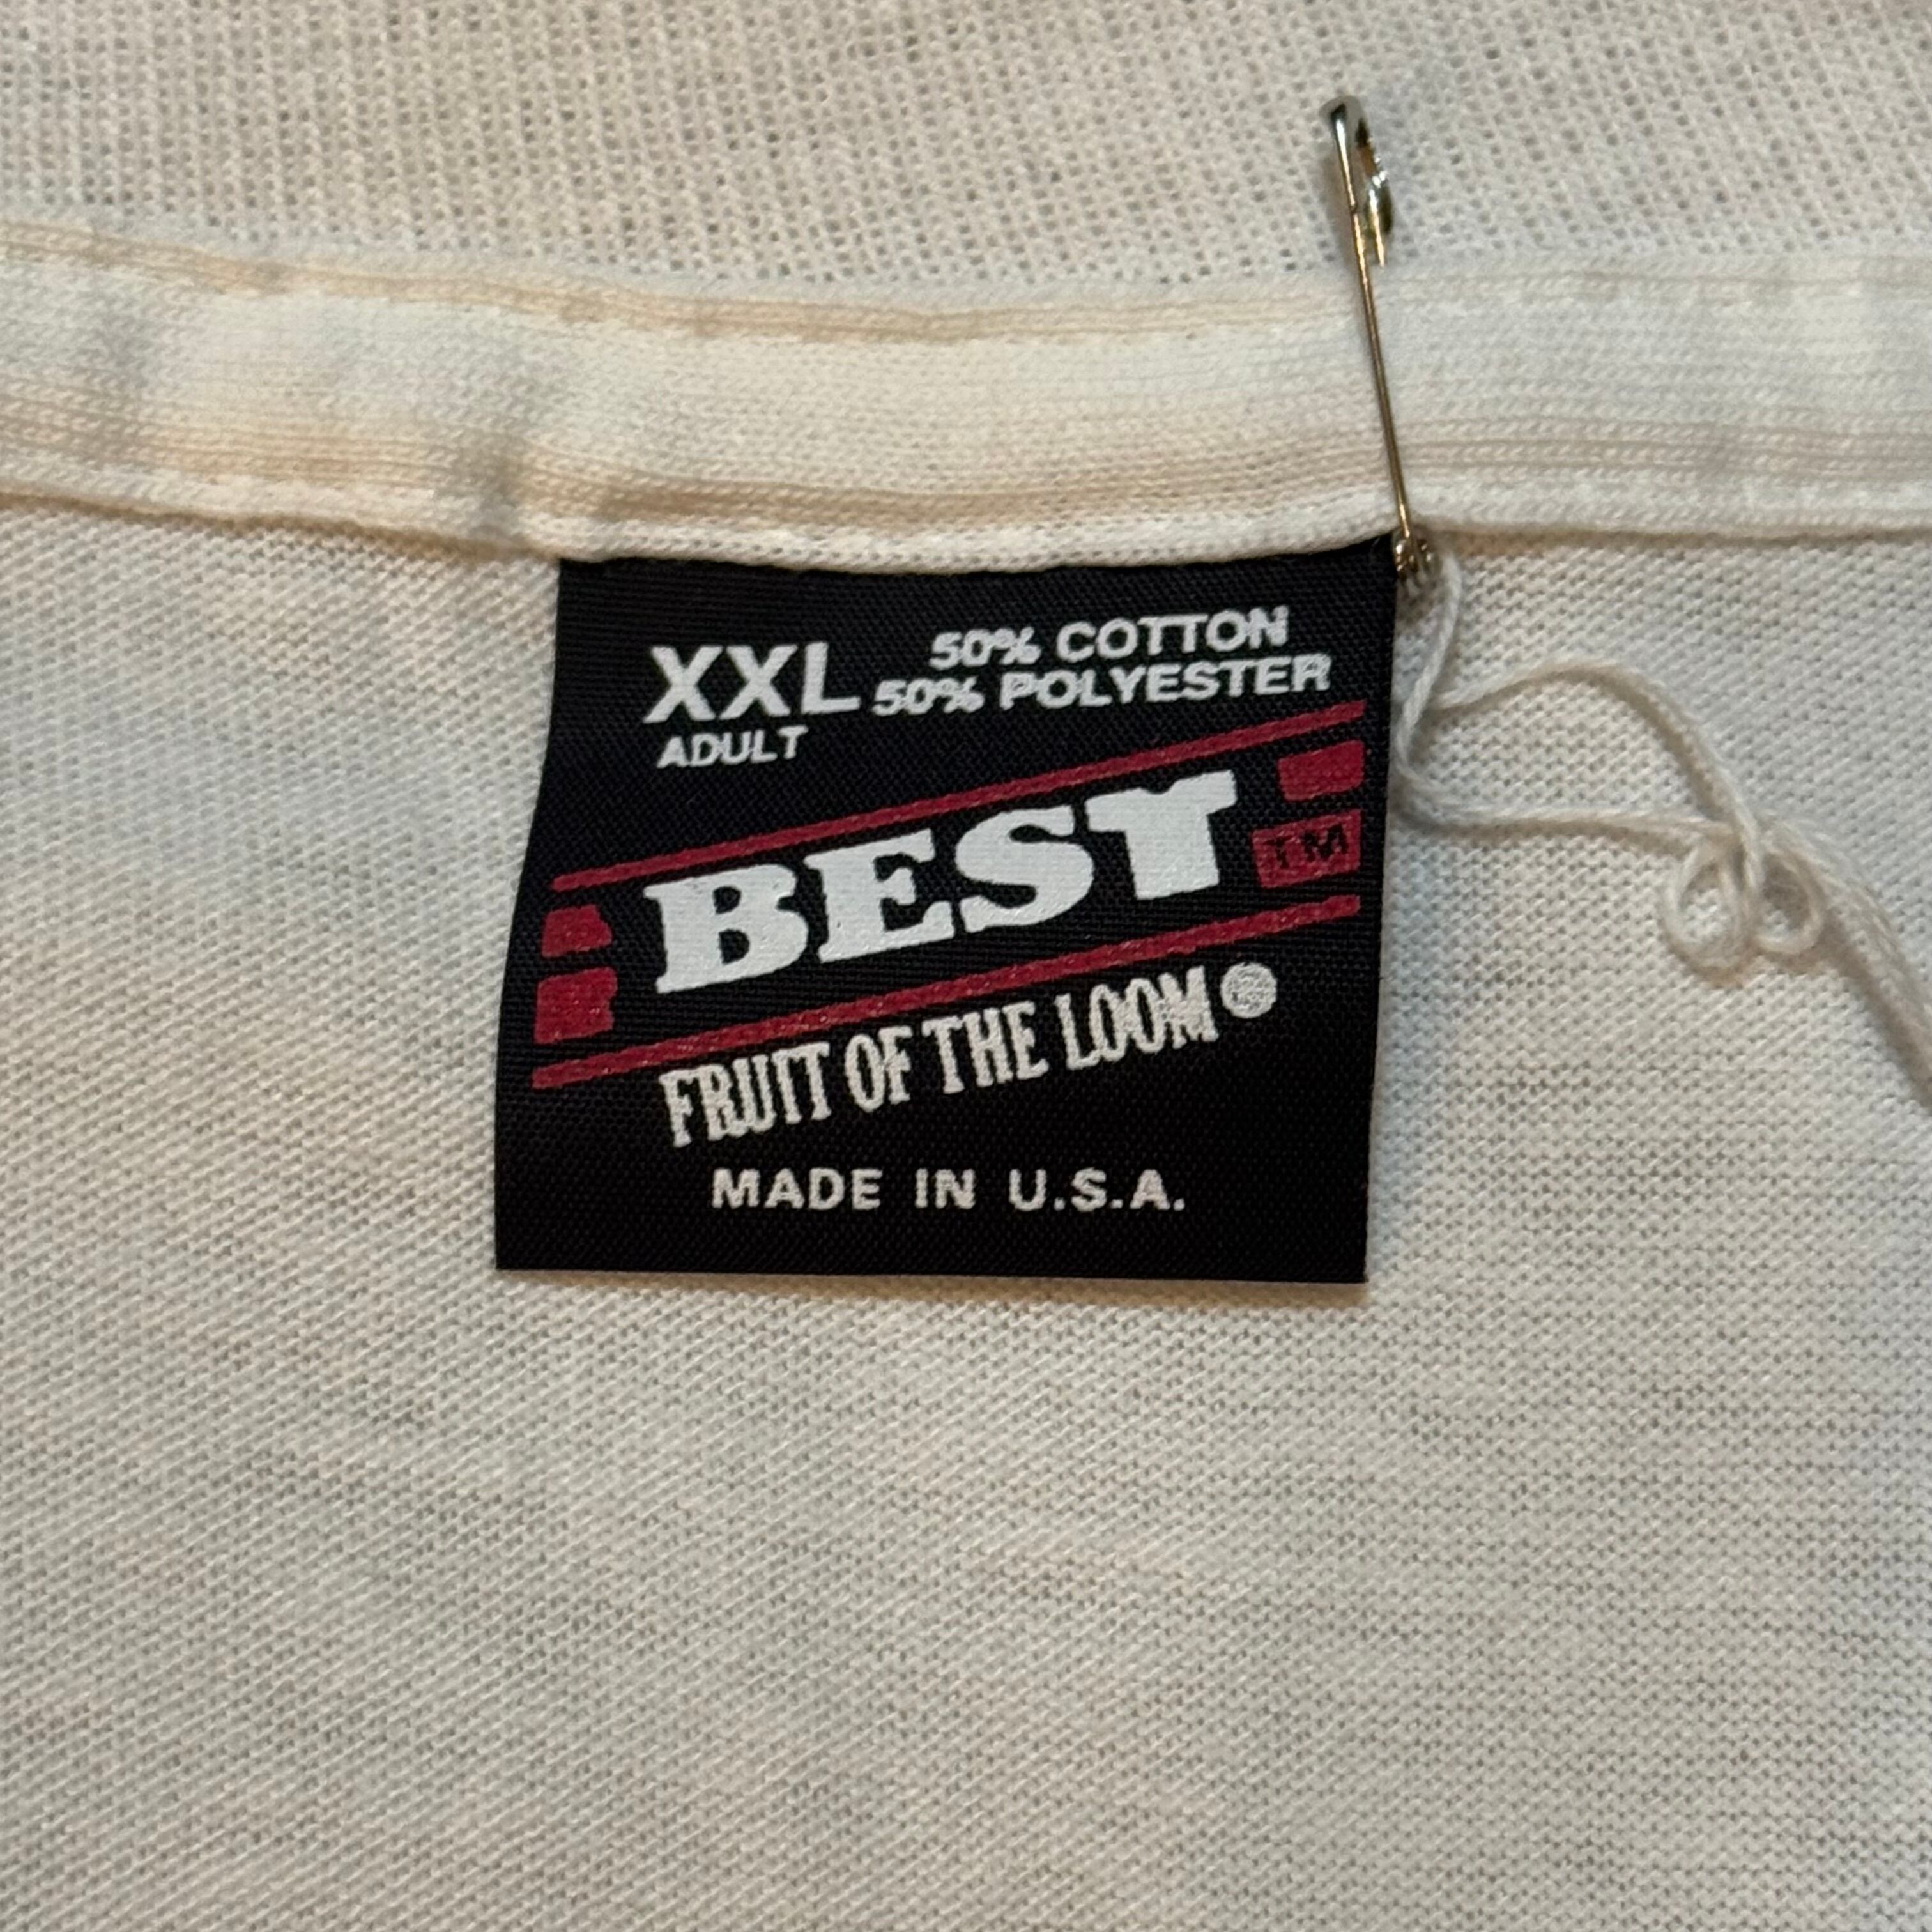 XXL 50% COTTON
50% POLYESTER
ADULT
BEST TM
FRUIT OF THE LOOM®
MADE IN U.S.A.